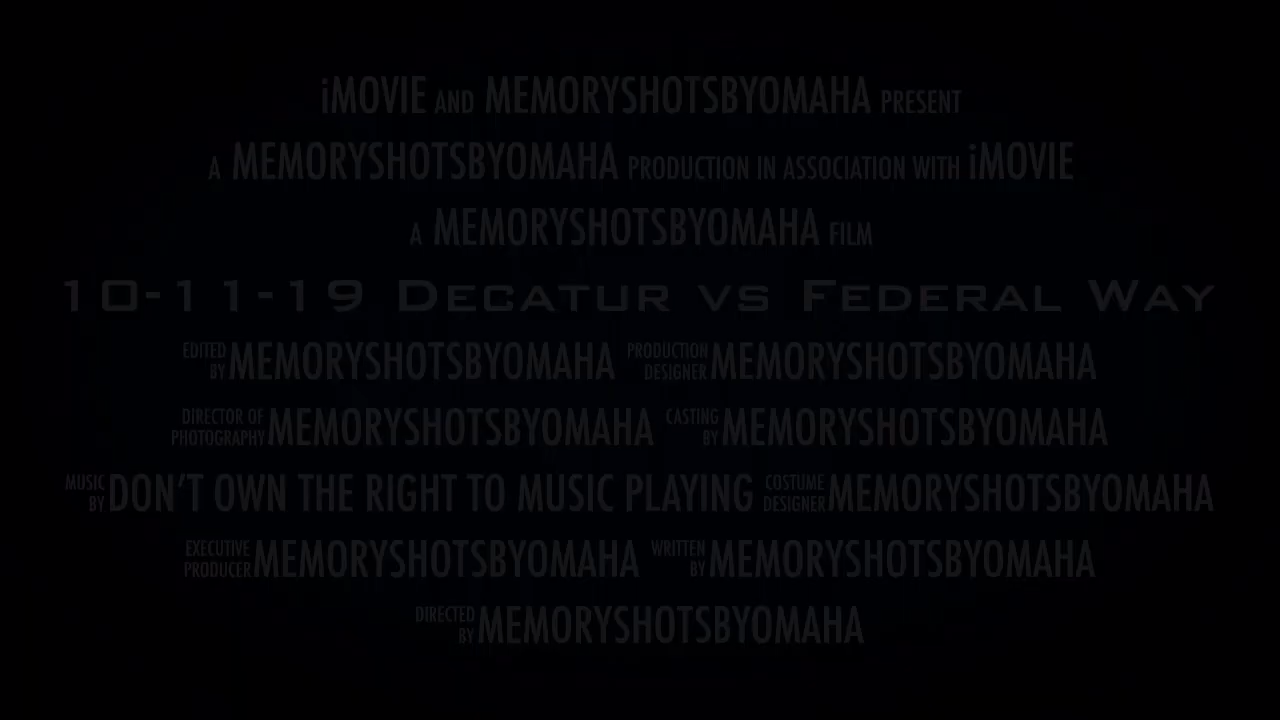 iMOVIE AND MEMORYSHOTSBYOMAHA PRESENT
A MEMORYSHOTSBYOMAHA PRODUCTION IN ASSOCIATION WITH iMOVIE
A MEMORYSHOTSBYOMAHA FILM
10-11-19 DECATUR VS FEDERAL WAY
EDITED BY MEMORYSHOTSBYOMAHA PRODUCTION DESIGNER MEMORYSHOTSBYOMAHA
DIRECTOR OF PHOTOGRAPHY MEMORYSHOTSBYOMAHA CASTING BY MEMORYSHOTSBYOMAHA
MUSIC BY DON'T OWN THE RIGHT TO MUSIC PLAYING COSTUME DESIGNER MEMORYSHOTSBYOMAHA
EXECUTIVE PRODUCER MEMORYSHOTSBYOMAHA WRITTEN BY MEMORYSHOTSBYOMAHA
DIRECTED BY MEMORYSHOTSBYOMAHA